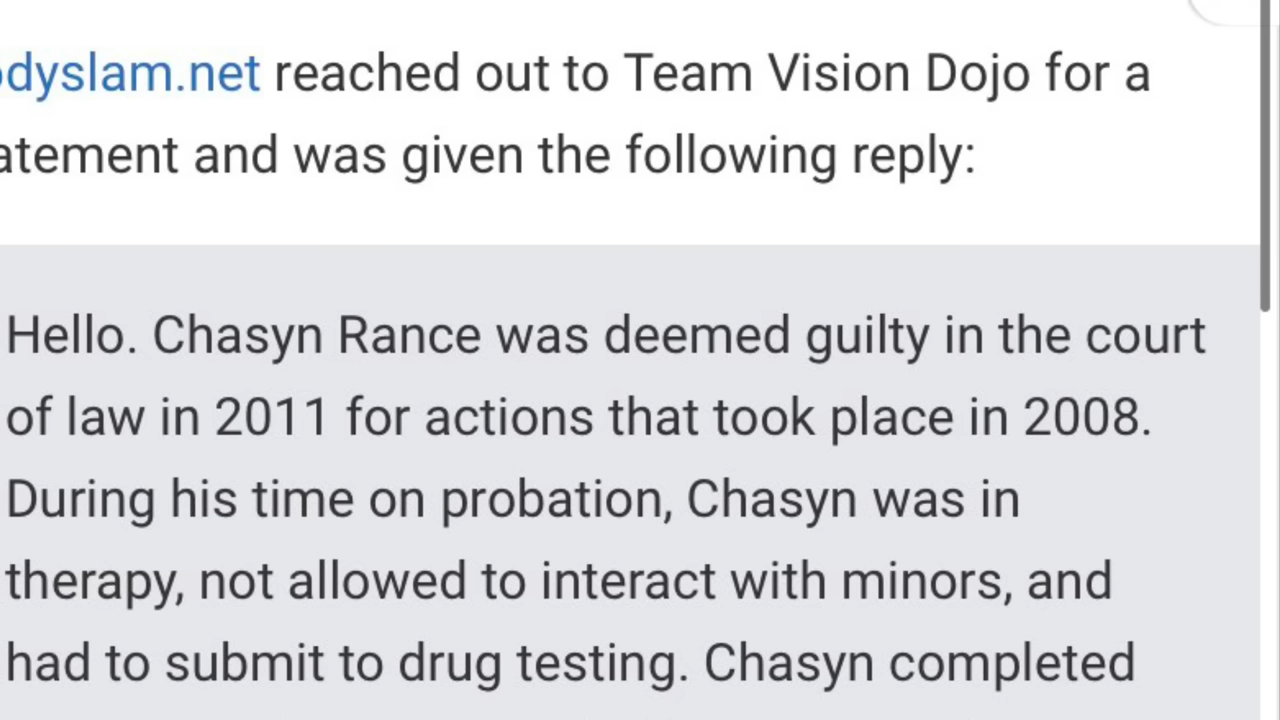 odyslam.net reached out to Team Vision Dojo for a
atement and was given the following reply:
Hello. Chasyn Rance was deemed guilty in the court
of law in 2011 for actions that took place in 2008.
During his time on probation, Chasyn was in
therapy, not allowed to interact with minors, and
had to submit to drug testing. Chasyn completed